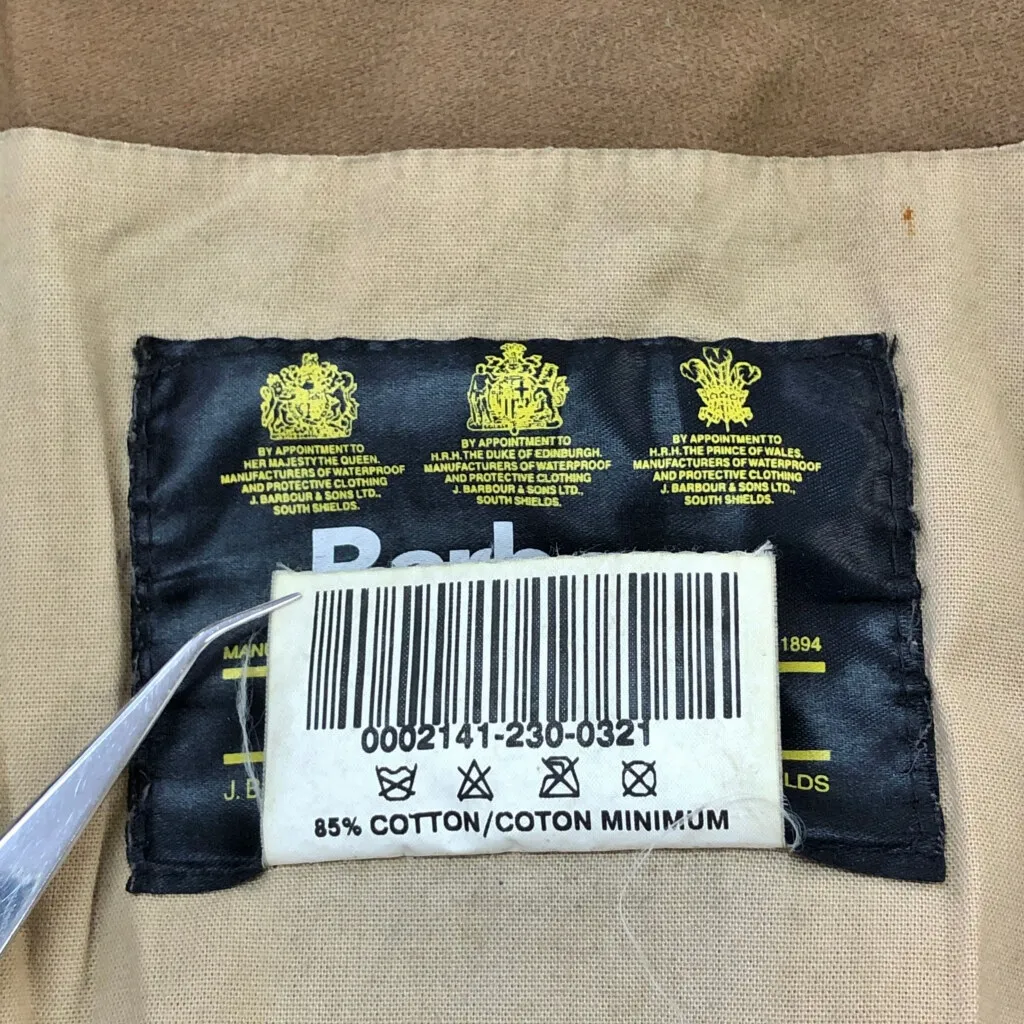 BY APPOINTMENT TO
HER MAJESTY THE QUEEN.
MANUFACTURERS OF WATERPROOF
AND PROTECTIVE CLOTHING
J. BARBOUR & SONS LTD.,
SOUTH SHIELDS.
BY APPOINTMENT TO
H.R.H. THE DUKE OF EDINBURGH.
MANUFACTURERS OF WATERPROOF
AND PROTECTIVE CLOTHING
J. BARBOUR & SONS LTD.,
SOUTH SHIELDS.
BY APPOINTMENT TO
H.R.H. THE PRINCE OF WALES.
MANUFACTURERS OF WATERPROOF
AND PROTECTIVE CLOTHING
J. BARBOUR & SONS LTD.,
SOUTH SHIELDS.
1894
0002141-230-0321
85% COTTON/COTON MINIMUM